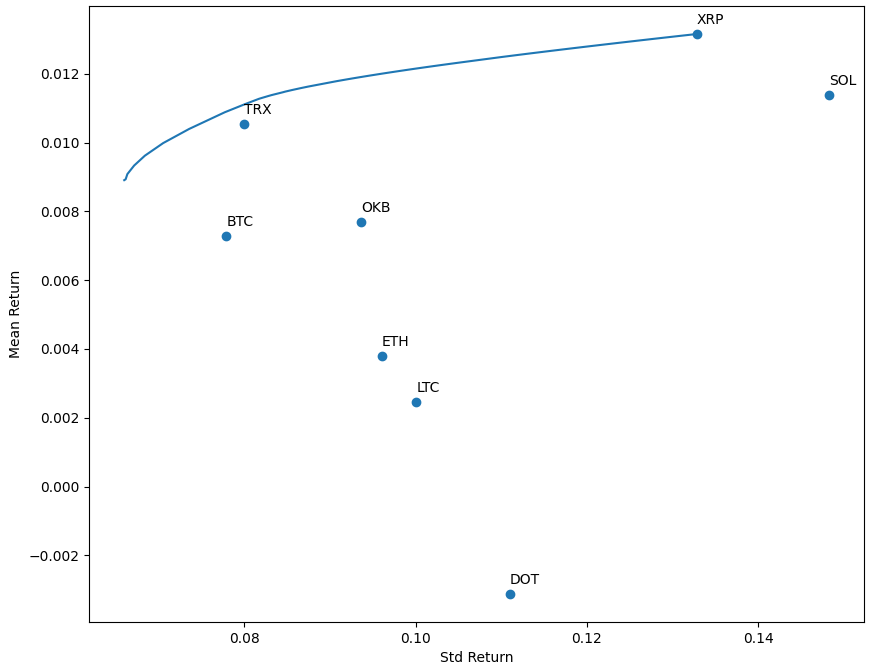 XRP
SOL
TRX
OKB
BTC
ETH
LTC
DOT
0.012
0.010
0.008
0.006
0.004
0.002
0.000
−0.002
Mean Return
0.08
0.10
0.12
0.14
Std Return